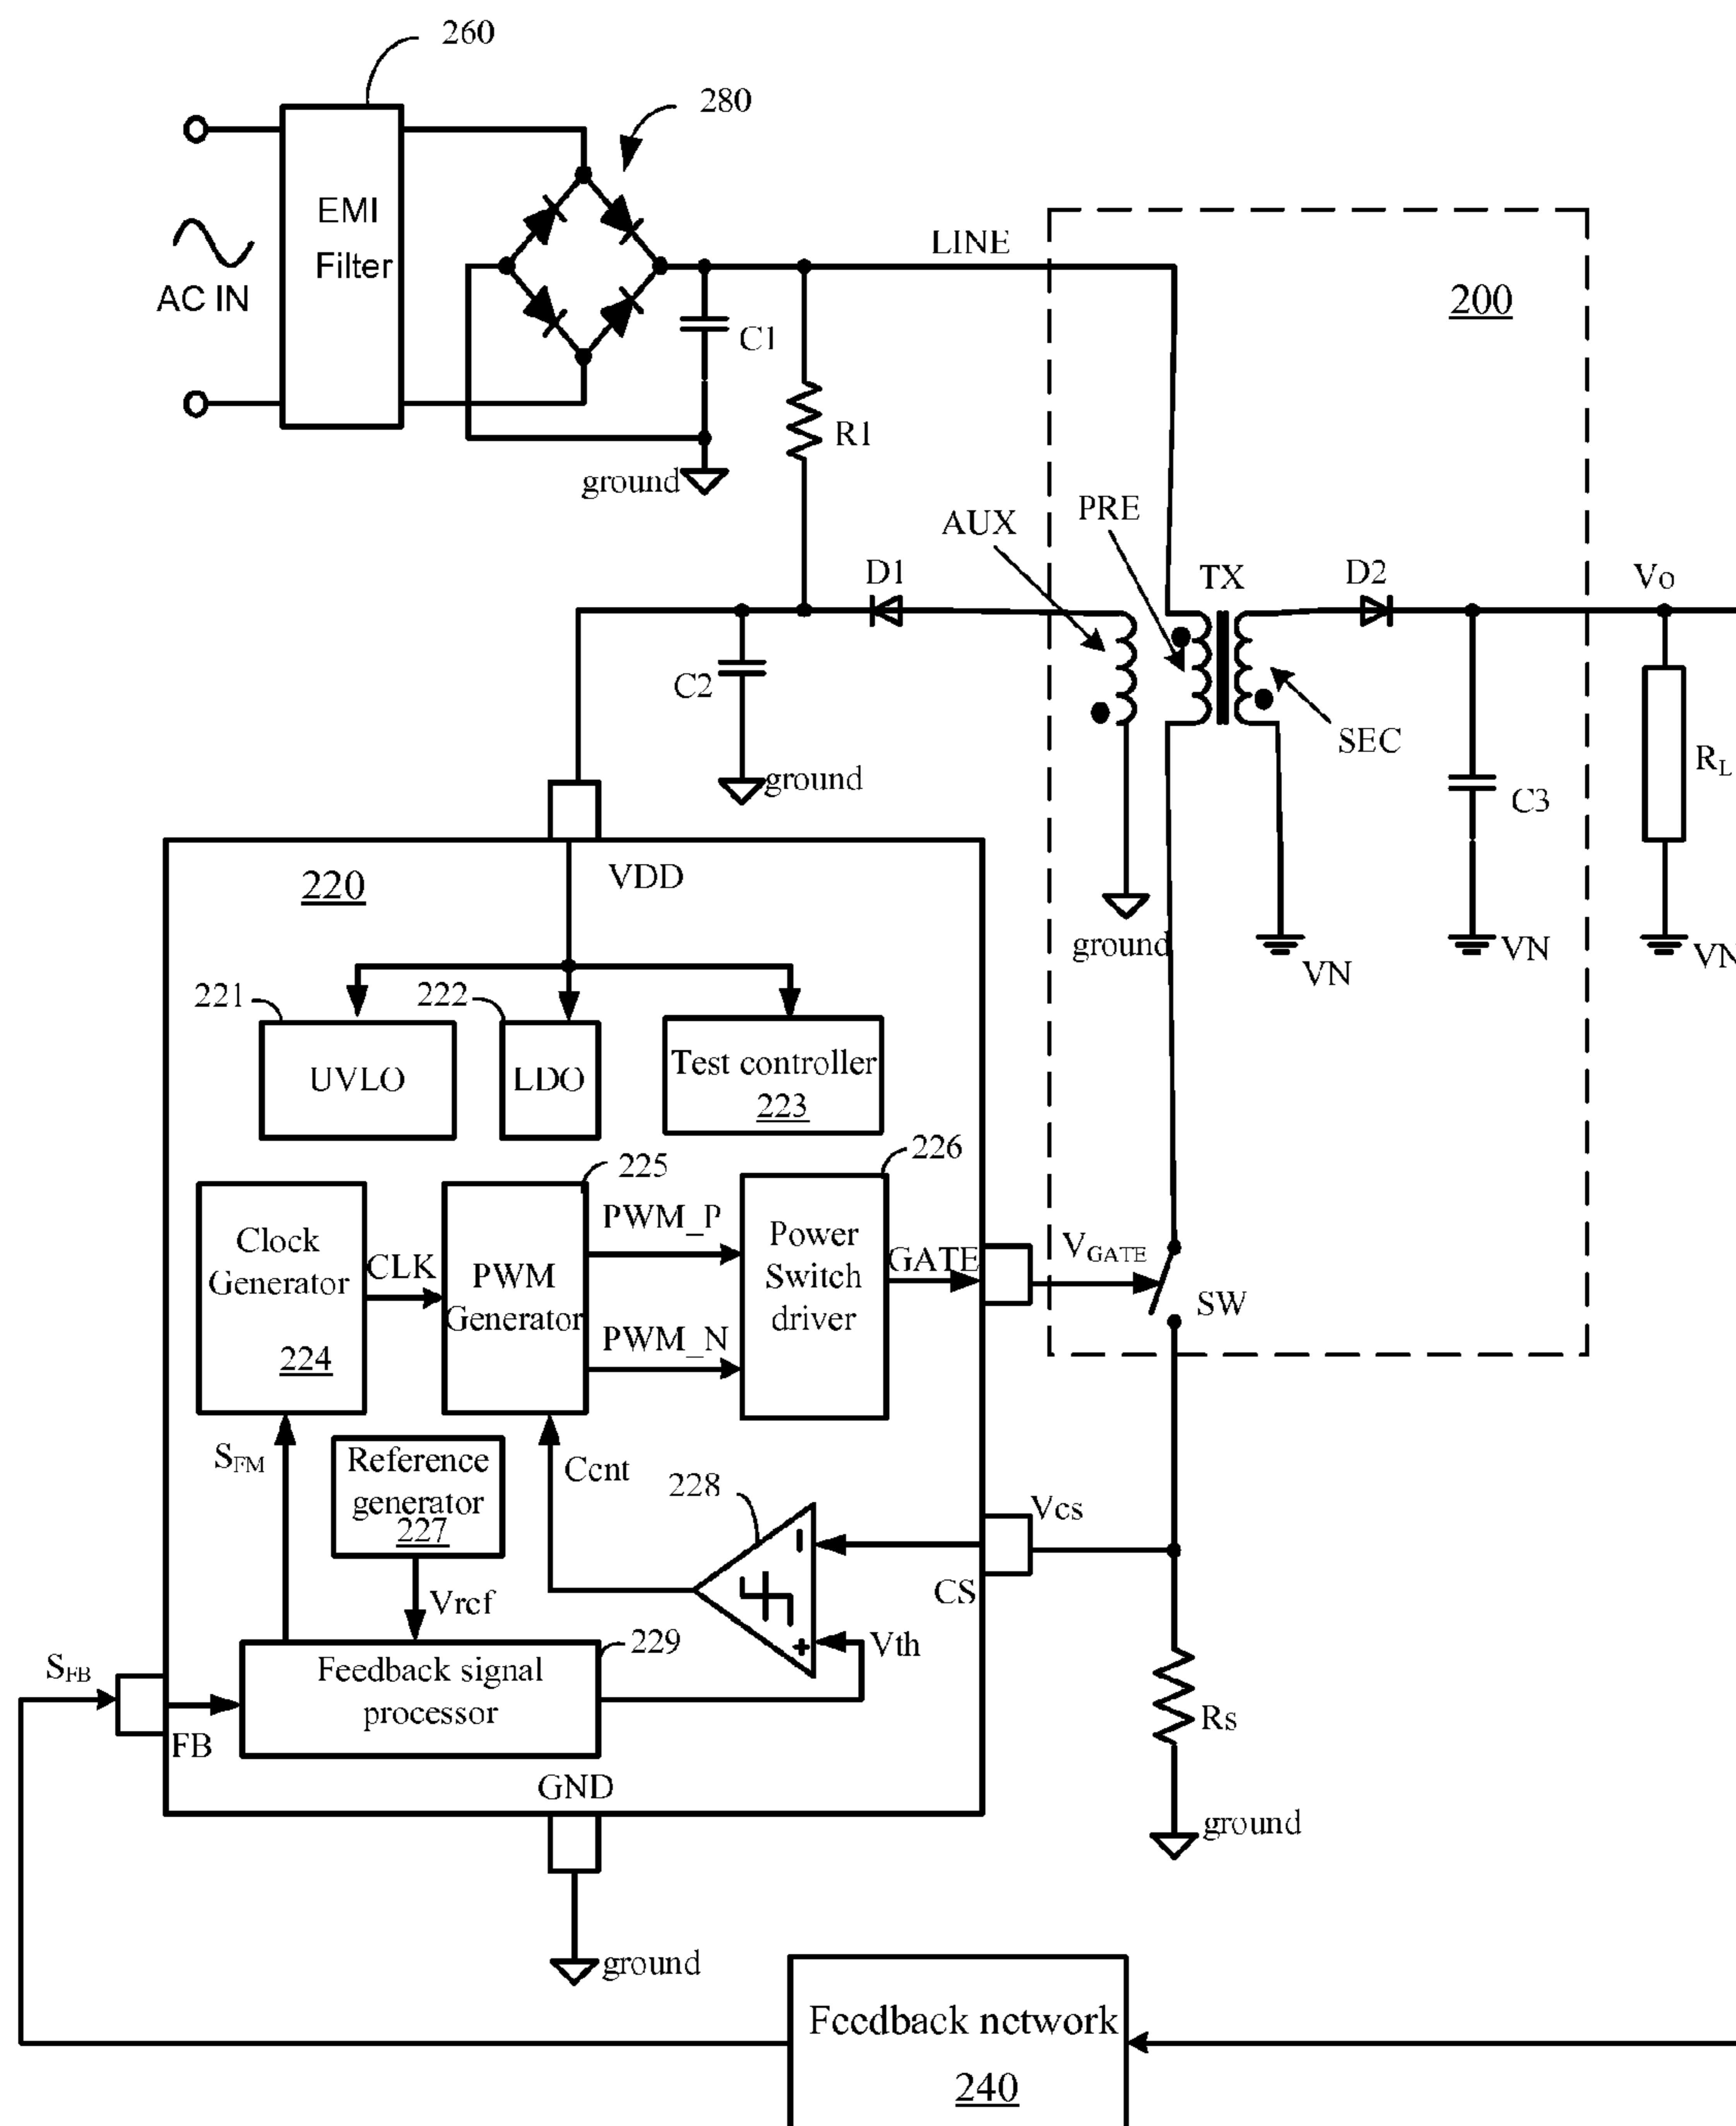 260
280
EMI
Filter
AC IN
LINE
200
C1
R1
ground
AUX
PRE
TX
D1
D2
Vo
C2
SEC
RL
C3
ground
VDD
220
ground
VN
VN
VN
221
222
UVLO
LDO
Test controller
223
226
225
PWM_P
Clock
Generator
224
CLK
PWM
Generator
Power
Switch
driver
GATE
VGATE
SW
PWM_N
SFM
Reference
generator
227
Ccnt
228
Vcs
CS
Vref
Vth
229
SFB
Feedback signal
processor
FB
Rs
GND
ground
ground
Feedback network
240